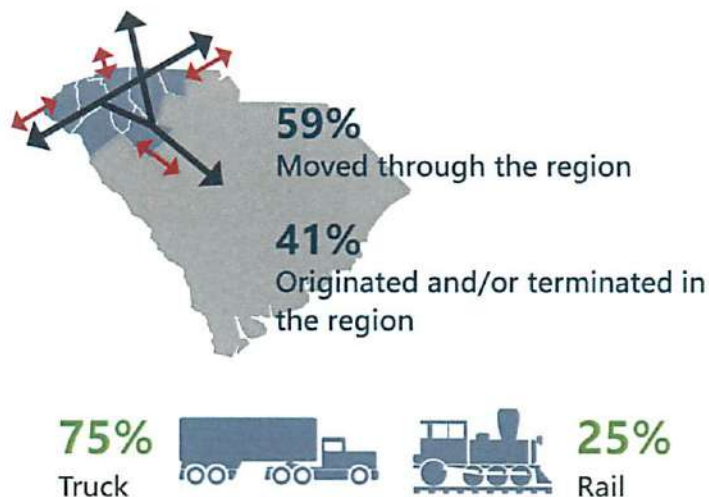 59%
Moved through the region
41%
Originated and/or terminated in
the region
75%
Truck
25%
Rail